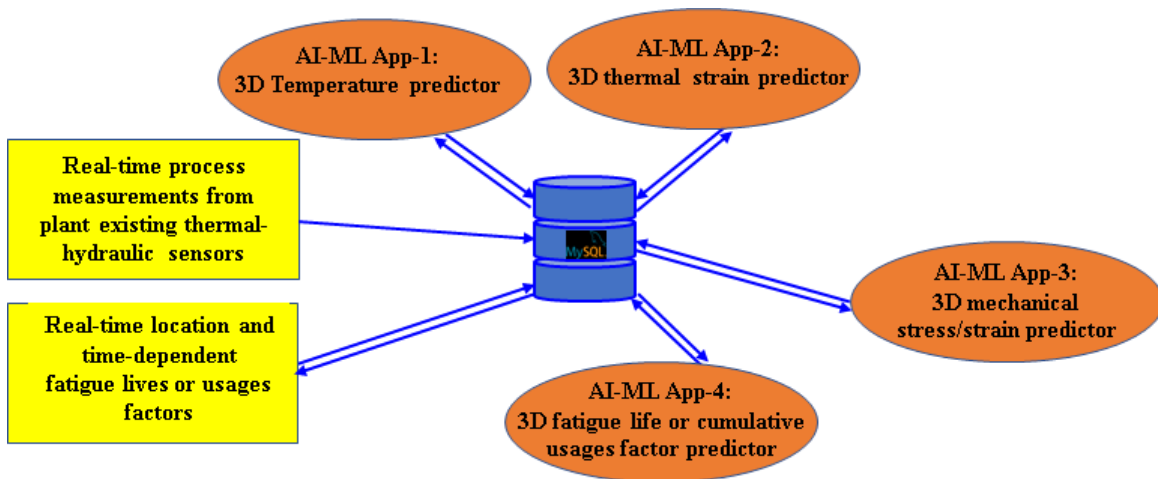 AI-ML App-1:
3D Temperature predictor
AI-ML App-2:
3D thermal strain predictor
Real-time process
measurements from
plant existing thermal-
hydraulic sensors
MySQL
AI-ML App-3:
3D mechanical
stress/strain predictor
Real-time location and
time-dependent
fatigue lives or usages
factors
AI-ML App-4:
3D fatigue life or cumulative
usages factor predictor